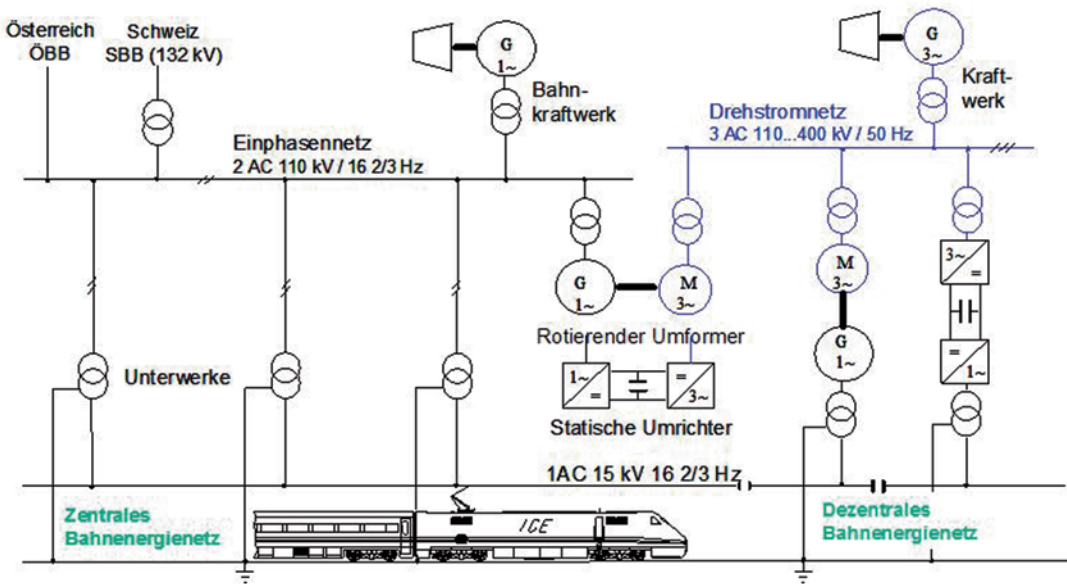 Österreich
ÖBB
Schweiz
SBB (132 kV)
G
1~
Bahn-
kraftwerk
G
3~
Kraft-
werk
Drehstromnetz
3 AC 110...400 kV / 50 Hz
Einphasennetz
2 AC 110 kV / 16 2/3 Hz
G
1~
M
3~
M
3~
3~
=
Rotierender Umformer
G
1~
=
1~
Unterwerke
1~
=
=
3~
Statische Umrichter
1AC 15 kV 16 2/3 Hz
Zentrales
Bahnenergienetz
ICE
Dezentrales
Bahnenergienetz